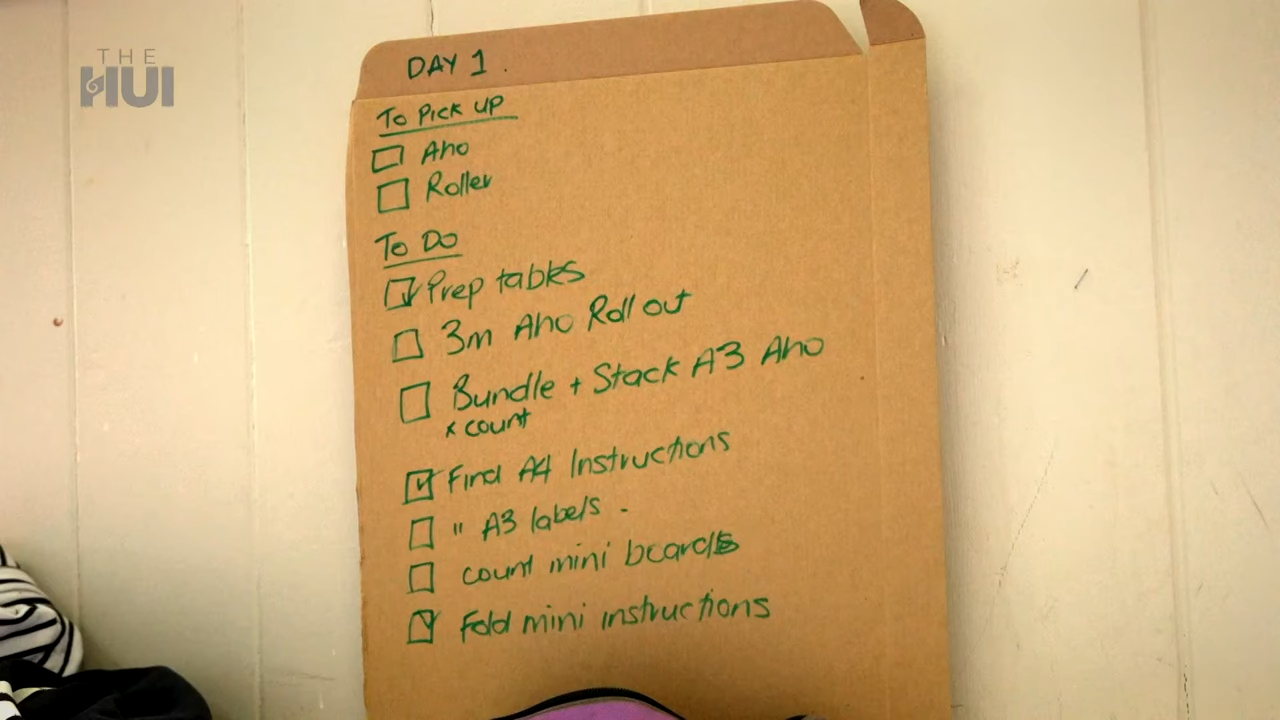 THE
HUI
DAY 1.
To Pick up
Aho
Roller
To Do
Prep tables
3m Aho Roll out
Bundle + Stack A3 Aho
x count
Find A4 Instructions
" A3 labels -
count mini boards
Fold mini instructions